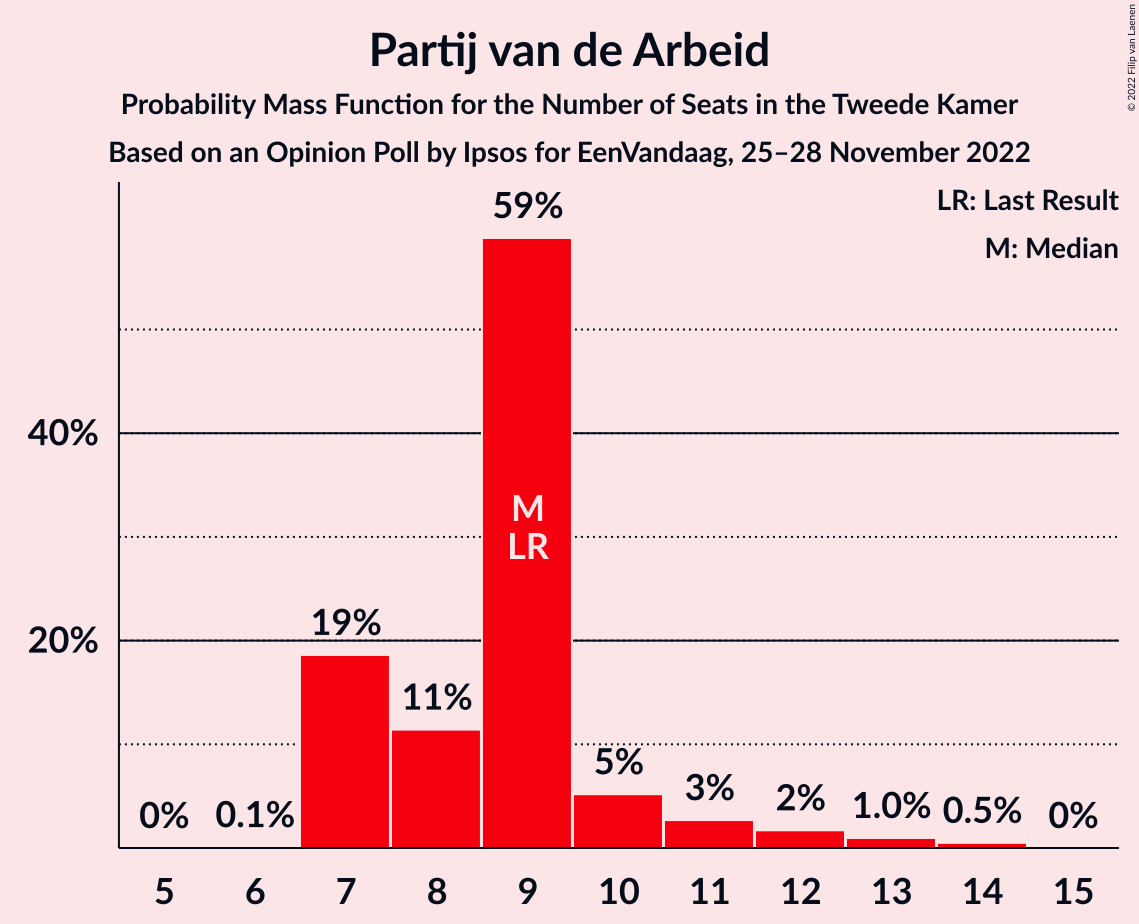 Partij van de Arbeid
Probability Mass Function for the Number of Seats in the Tweede Kamer
Based on an Opinion Poll by Ipsos for EenVandaag, 25–28 November 2022
© 2022 Filip van Laenen
LR: Last Result
M: Median
59%
40%
M
LR
19%
20%
11%
5%
3%
2%
1.0%
0.5%
0%
0.1%
0%
5 6 7 8 9 10 11 12 13 14 15